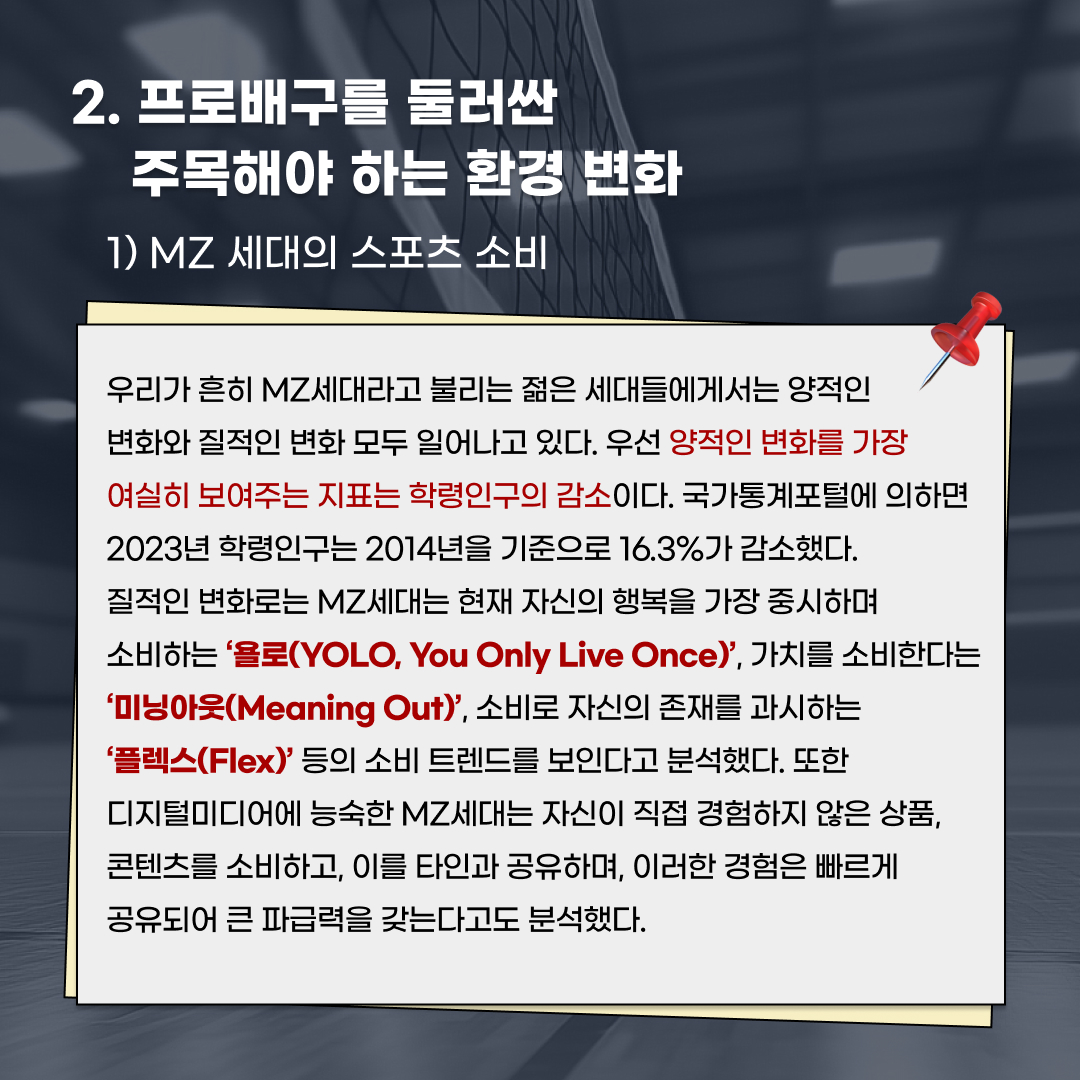 2. 프로배구를 둘러싼
주목해야 하는 환경 변화
1) MZ 세대의 스포츠 소비
우리가 흔히 MZ세대라고 불리는 젊은 세대들에게서는 양적인
변화와 질적인 변화 모두 일어나고 있다. 우선 양적인 변화를 가장
여실히 보여주는 지표는 학령인구의 감소이다. 국가통계포털에 의하면
2023년 학령인구는 2014년을 기준으로 16.3%가 감소했다.
질적인 변화로는 MZ세대는 현재 자신의 행복을 가장 중시하며
소비하는 ‘욜로(YOLO, You Only Live Once)’, 가치를 소비한다는
‘미닝아웃(Meaning Out)’, 소비로 자신의 존재를 과시하는
‘플렉스(Flex)’ 등의 소비 트렌드를 보인다고 분석했다. 또한
디지털미디어에 능숙한 MZ세대는 자신이 직접 경험하지 않은 상품,
콘텐츠를 소비하고, 이를 타인과 공유하며, 이러한 경험은 빠르게
공유되어 큰 파급력을 갖는다고도 분석했다.